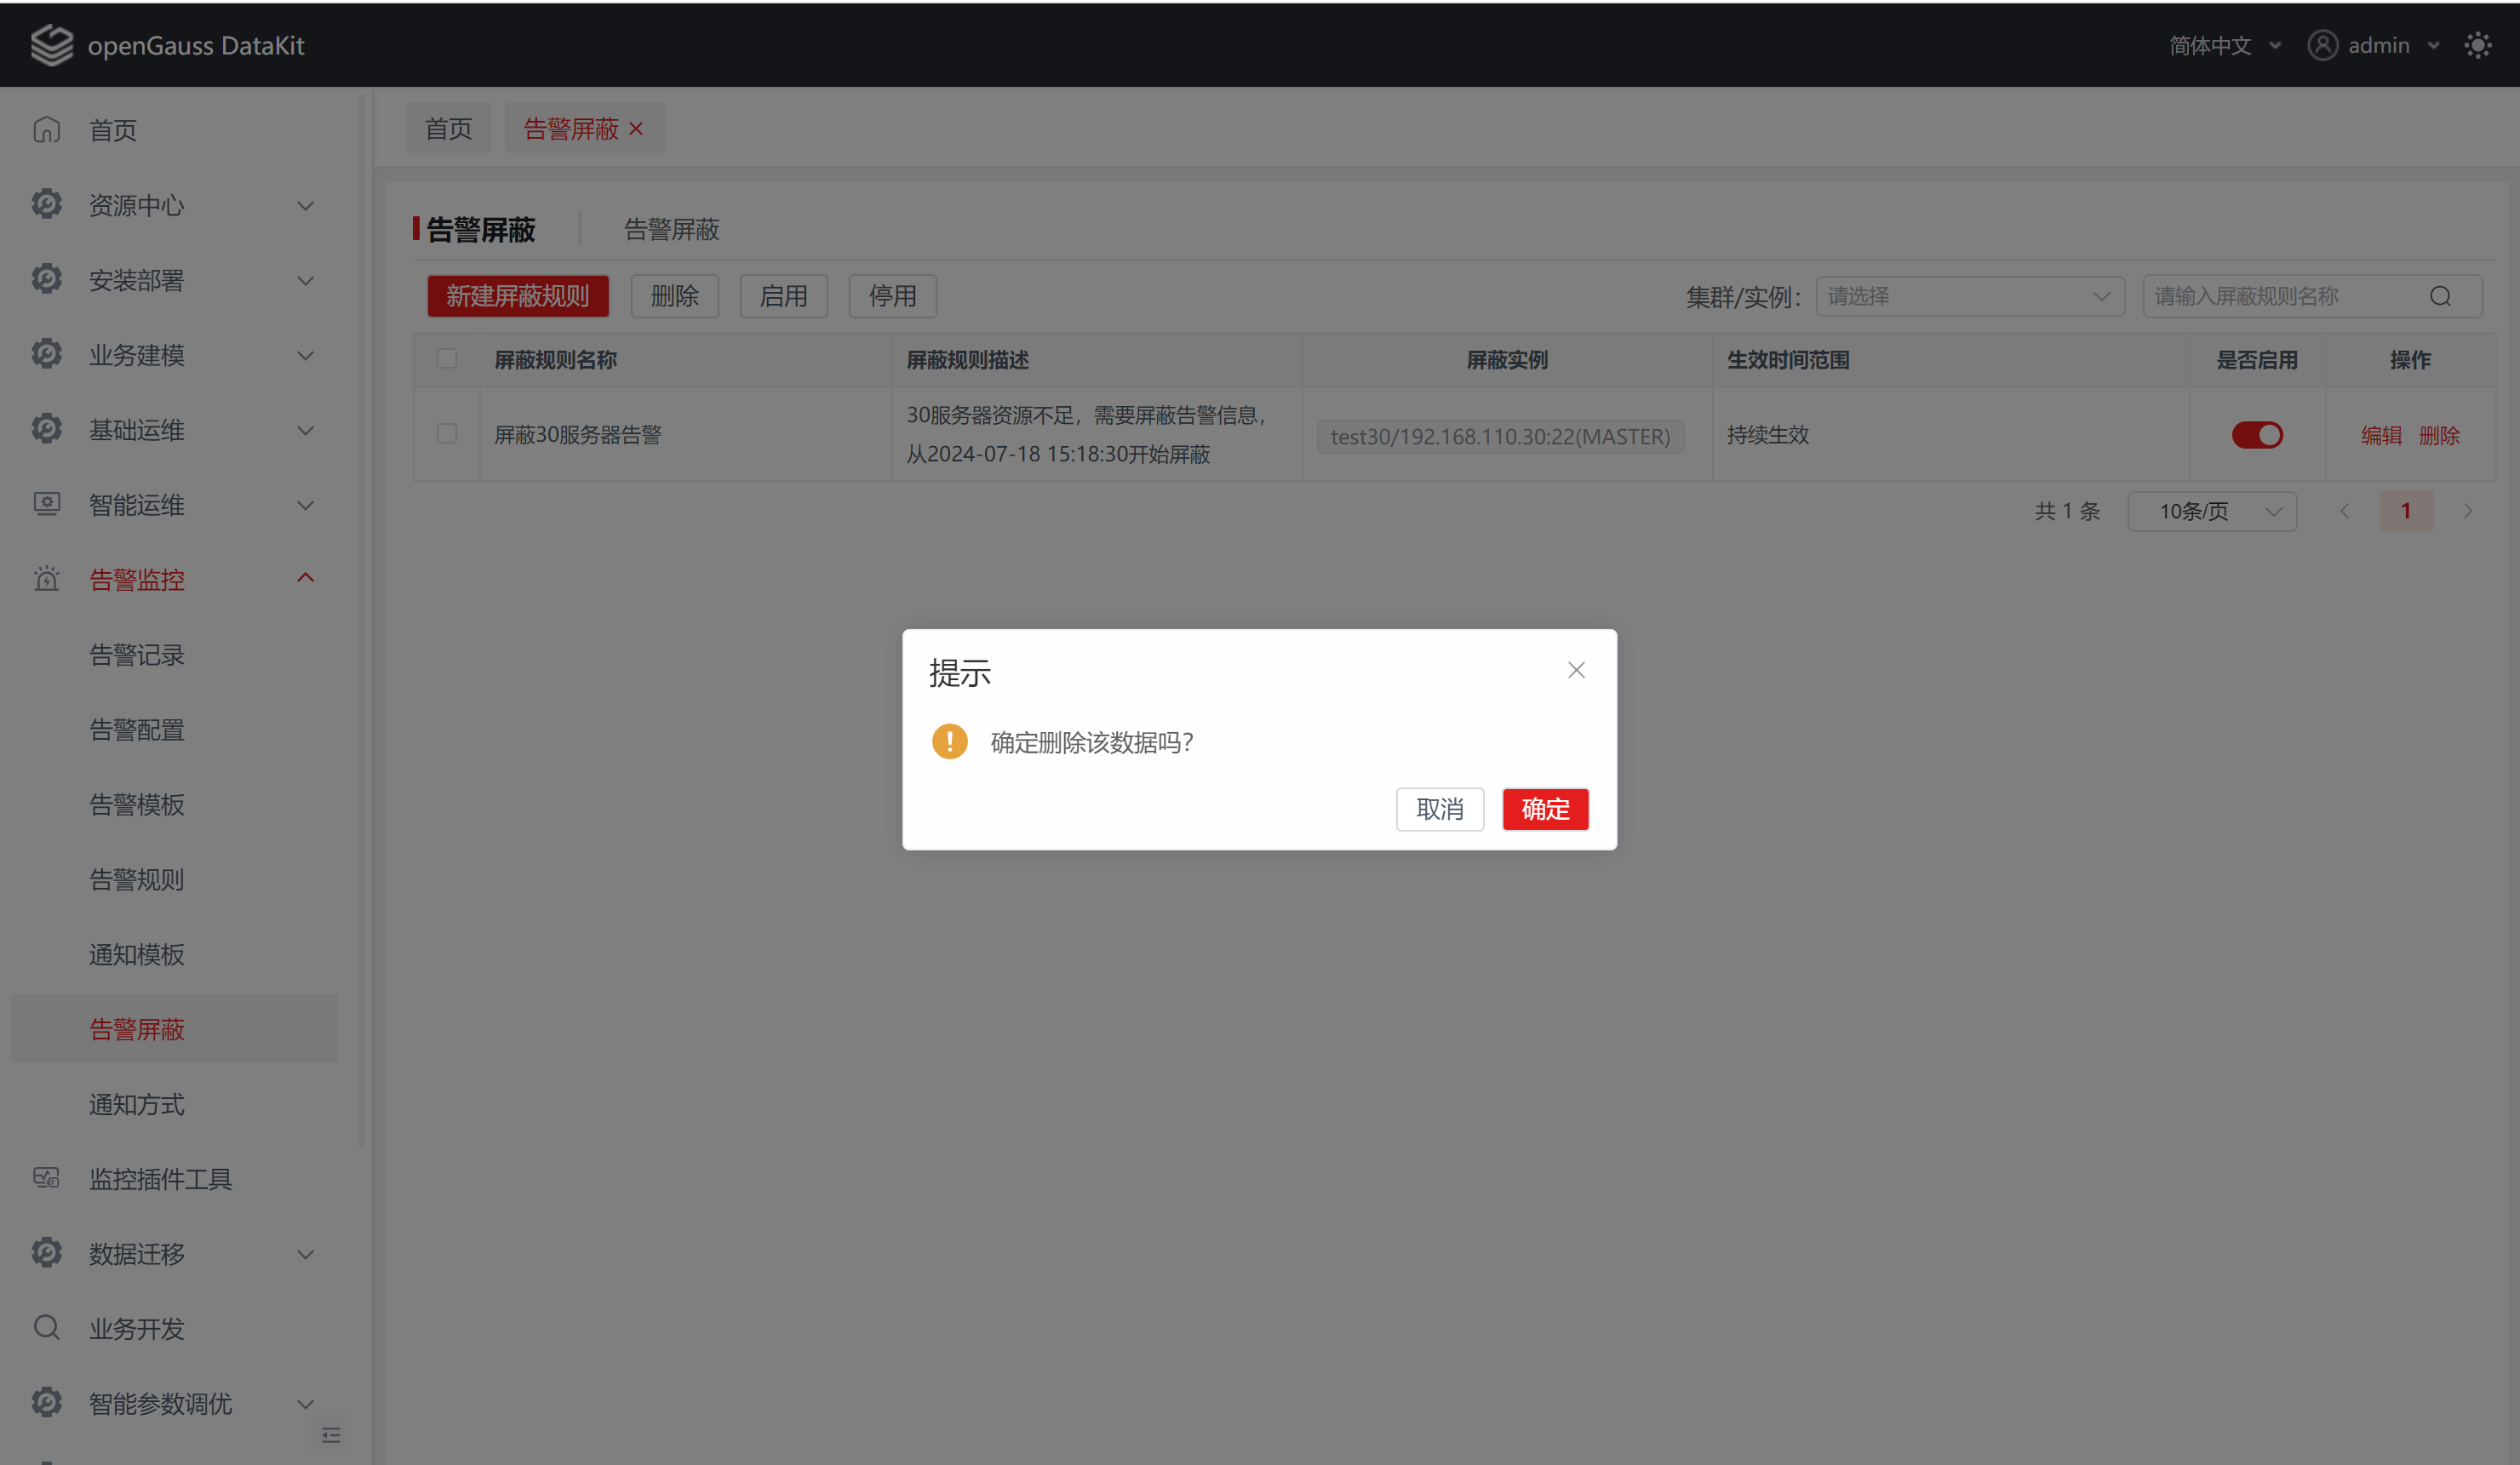 openGauss DataKit
简体中文
admin
首页
资源中心
安装部署
业务建模
基础运维
智能运维
告警监控
告警记录
告警配置
告警模板
告警规则
通知模板
告警屏蔽
通知方式
监控插件工具
数据迁移
业务开发
智能参数调优
首页
告警屏蔽
告警屏蔽
告警屏蔽
新建屏蔽规则
删除
启用
停用
集群/实例：
请选择
请输入屏蔽规则名称
屏蔽规则名称
屏蔽规则描述
屏蔽实例
生效时间范围
是否启用
操作
屏蔽30服务器告警
30服务器资源不足，需要屏蔽告警信息，
从2024-07-18 15:18:30开始屏蔽
test30/192.168.110.30:22(MASTER)
持续生效
编辑
删除
共 1 条
10条/页
1
提示
确定删除该数据吗？
取消
确定